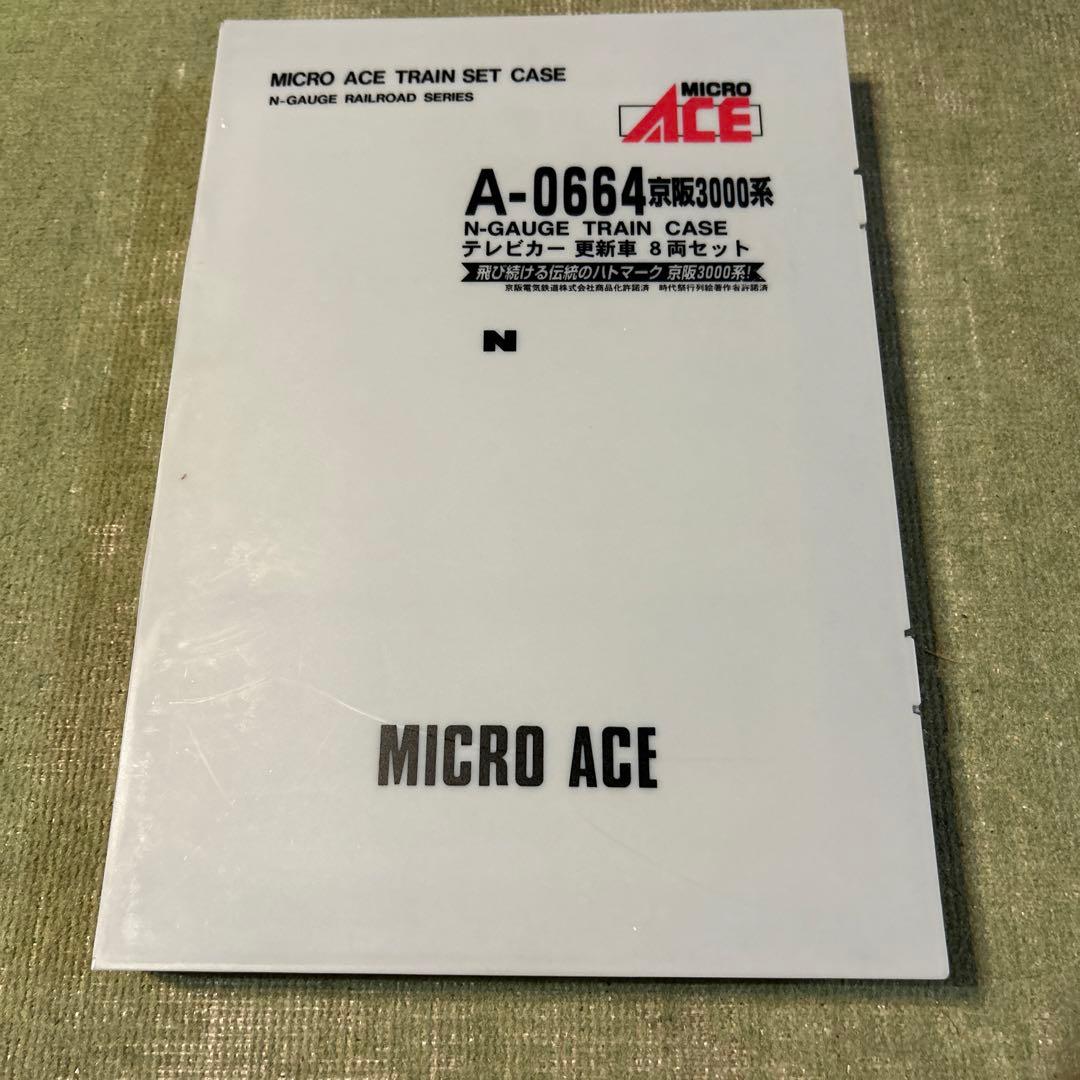 MICRO ACE TRAIN SET CASE
N-GAUGE RAILROAD SERIES
MICRO
ACE
A-0664京阪3000系
N-GAUGE TRAIN CASE
テレビカー 更新車 8両セット
飛び続ける伝統のハトマーク 京阪3000系!
京阪電気鉄道株式会社商品化許諾済 時代祭行列絵著作者許諾済
N
MICRO ACE